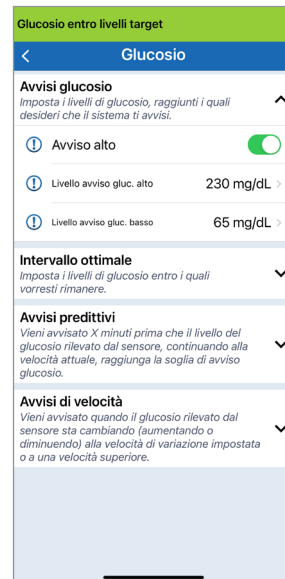 Glucosio entro livelli target
Glucosio
Avvisi glucosio
Imposta i livelli di glucosio, raggiunti i quali
desideri che il sistema ti avvisi.
Avviso alto
Livello avviso gluc. alto 230 mg/dL
Livello avviso gluc. basso 65 mg/dL
Intervallo ottimale
Imposta i livelli di glucosio entro i quali
vorresti rimanere.
Avvisi predittivi
Vieni avvisato X minuti prima che il livello del
glucosio rilevato dal sensore, continuando alla
velocità attuale, raggiunga la soglia di avviso
glucosio.
Avvisi di velocità
Vieni avvisato quando il glucosio rilevato dal
sensore sta cambiando (aumentando o
diminuendo) alla velocità di variazione impostata
o a una velocità superiore.